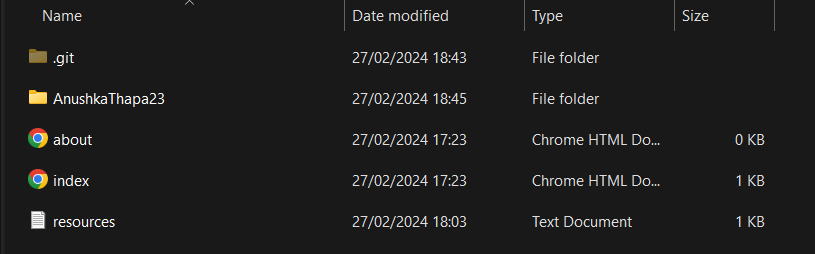 Name Date modified Type Size
.git 27/02/2024 18:43 File folder
AnushkaThapa23 27/02/2024 18:45 File folder
about 27/02/2024 17:23 Chrome HTML Do... 0 KB
index 27/02/2024 17:23 Chrome HTML Do... 1 KB
resources 27/02/2024 18:03 Text Document 1 KB